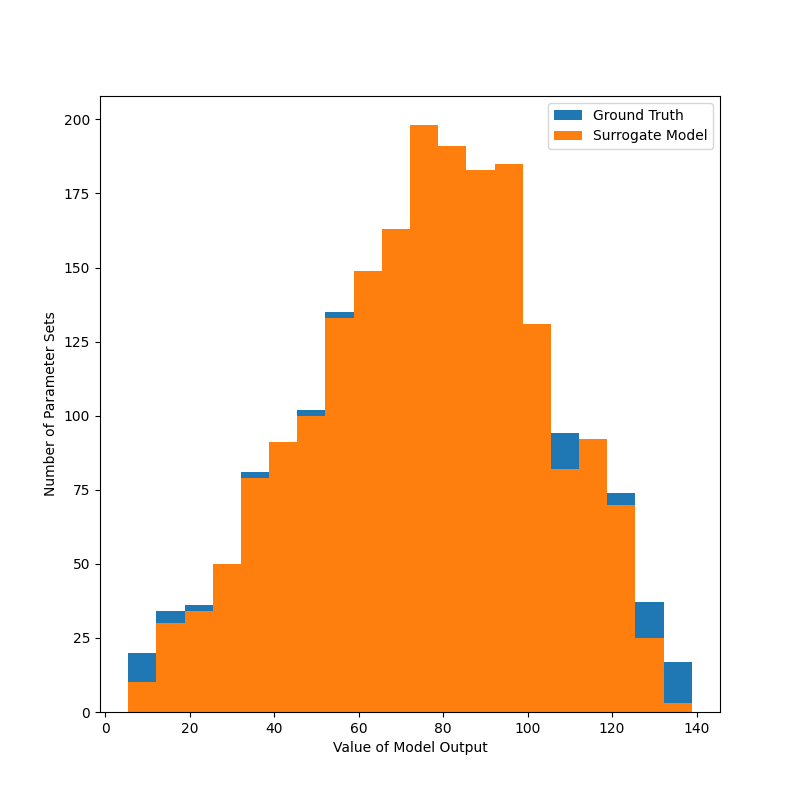 Ground Truth
Surrogate Model
200
175
150
125
100
75
50
25
0
Number of Parameter Sets
0 20 40 60 80 100 120 140
Value of Model Output